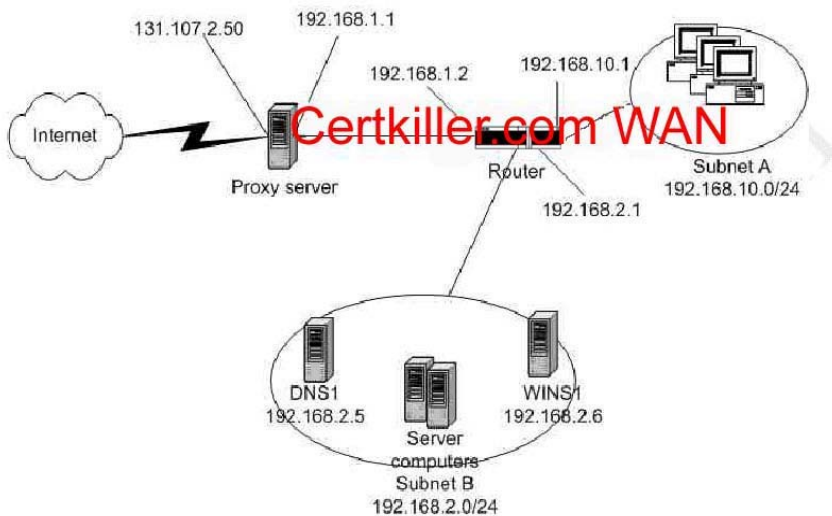 131.107.2.50
192.168.1.1
192.168.1.2
192.168.10.1
Internet
Certkiller.com WAN
Proxy server
Router
192.168.2.1
Subnet A
192.168.10.0/24
DNS1
192.168.2.5
WINS1
192.168.2.6
Server
computers
Subnet B
192.168.2.0/24